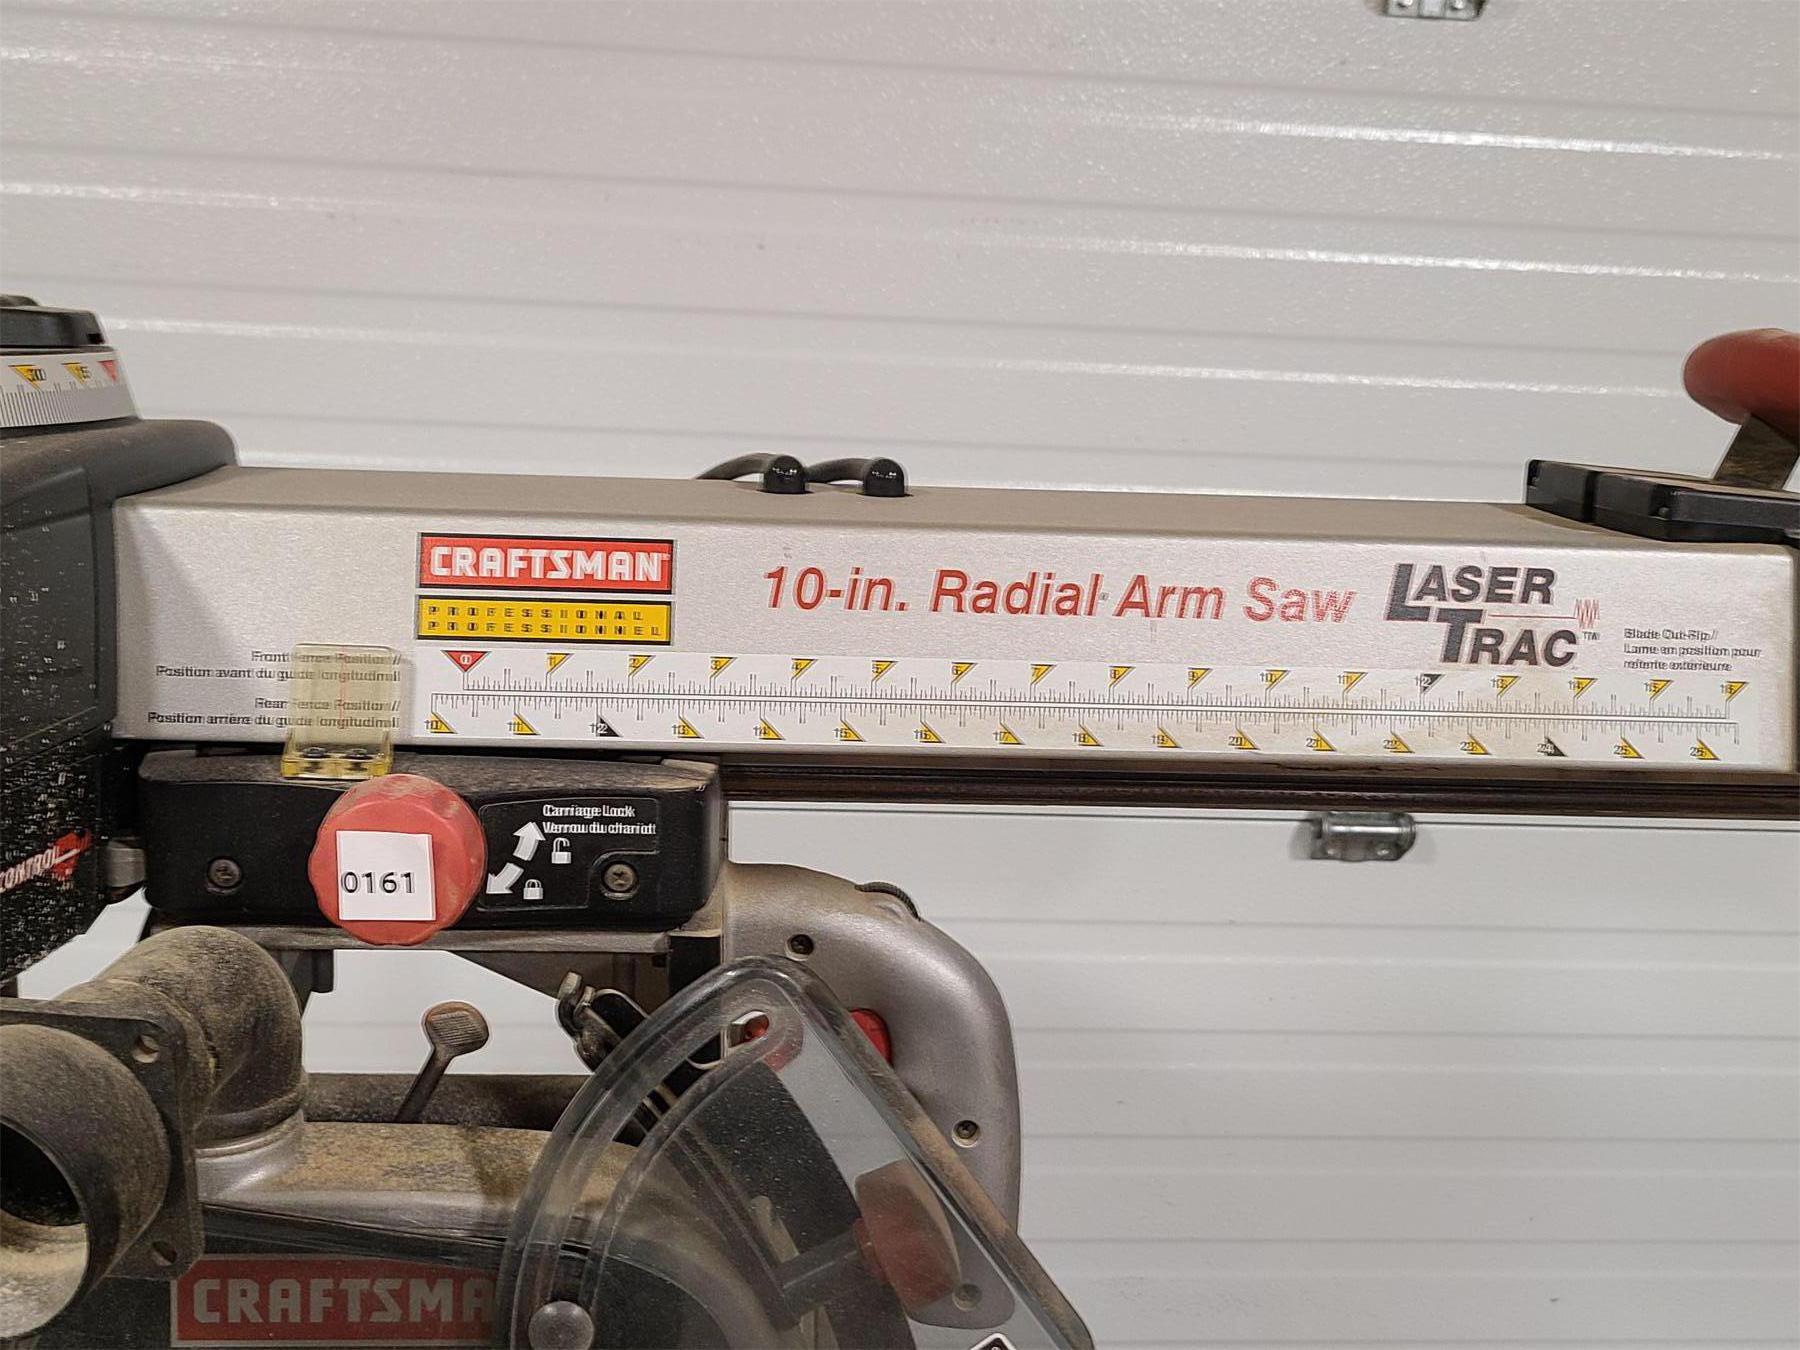 CRAFTSMAN
PROFESSIONAL
PROFESSIONNEL
10-in. Radial Arm Saw
LASER
TRAC™
Blade Out-Rip/
Lame en position pour
refente extérieure
Front Fence Position/
Position avant du guide longitudinal
0 1 2 3 4 5 6 7 8 9 10 11 12 13 14 15 16
Rear Fence Position/
Position arrière du guide longitudinal
10 11 12 13 14 15 16 17 18 19 20 21 22 23 24 25 26
Carriage Lock
Verrou du chariot
0161
CONTROL
CRAFTSMA